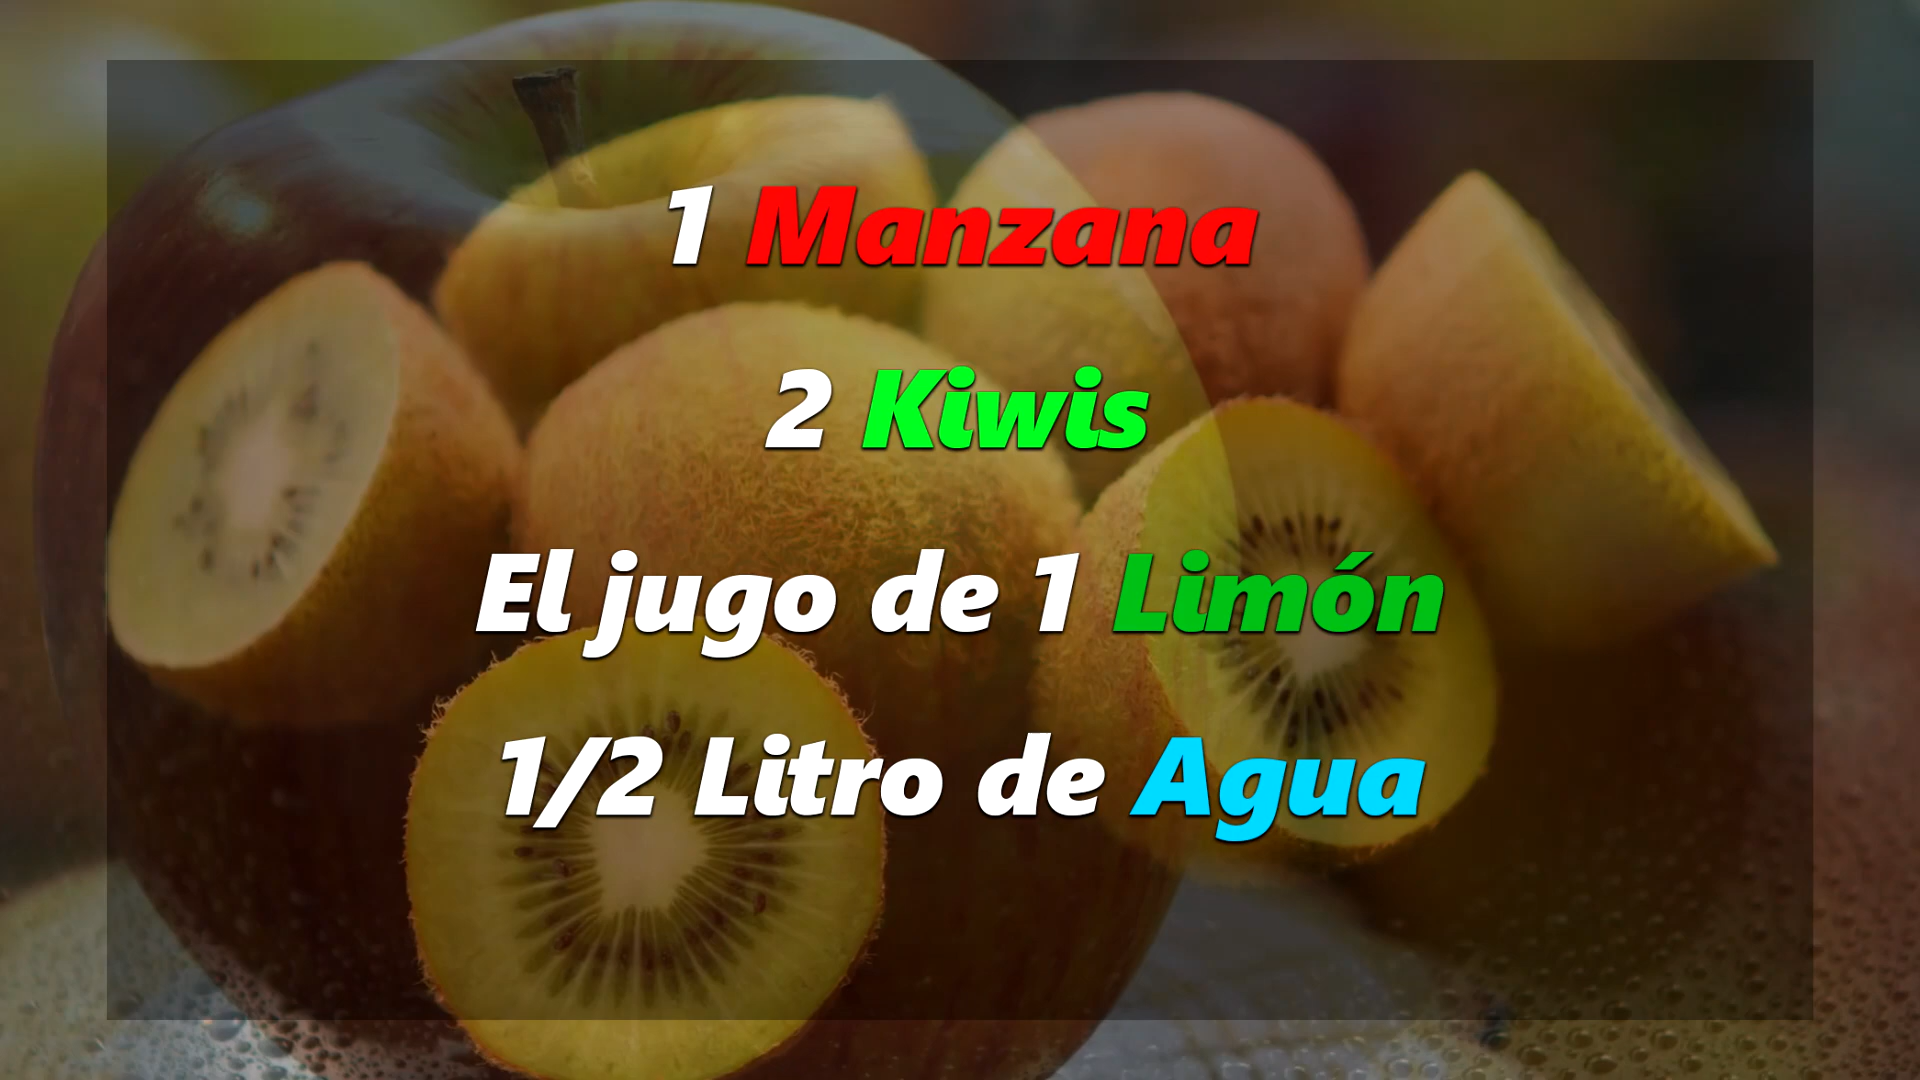 1 Manzana
2 Kiwis
El jugo de 1 Limón
1/2 Litro de Agua